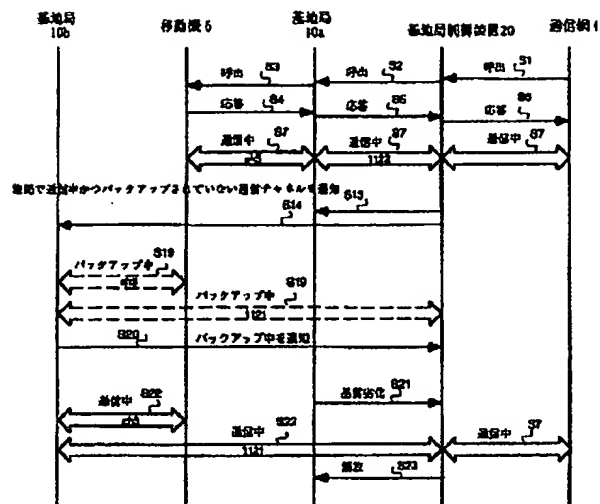 基地局
10b
移動機 5
基地局
10a
基地局制御装置20
通信網1
呼出 S3
呼出 S2
呼出 S1
応答 S4
応答 S5
応答 S6
通信中 S7
通信中 S7
1122
通信中 S7
で通信中かつバックアップされていない通信チャネルを通知
S13
S14
バックアップ中 S19
バックアップ中 S19
1121
S20 バックアップ中を通知
品質劣化 S21
通信中 S22
通信中 S22
1121
通信中 S7
解放 S23